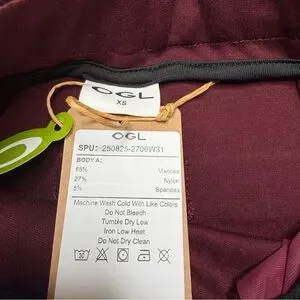 OGL
XS
OGL
SPU: 250825-2706W31
BODY A:
68% Viscose
27% Nylon
5% Spandex
Machine Wash Cold With Like Colors
Do Not Bleach
Tumble Dry Low
Iron Low Heat
Do Not Dry Clean